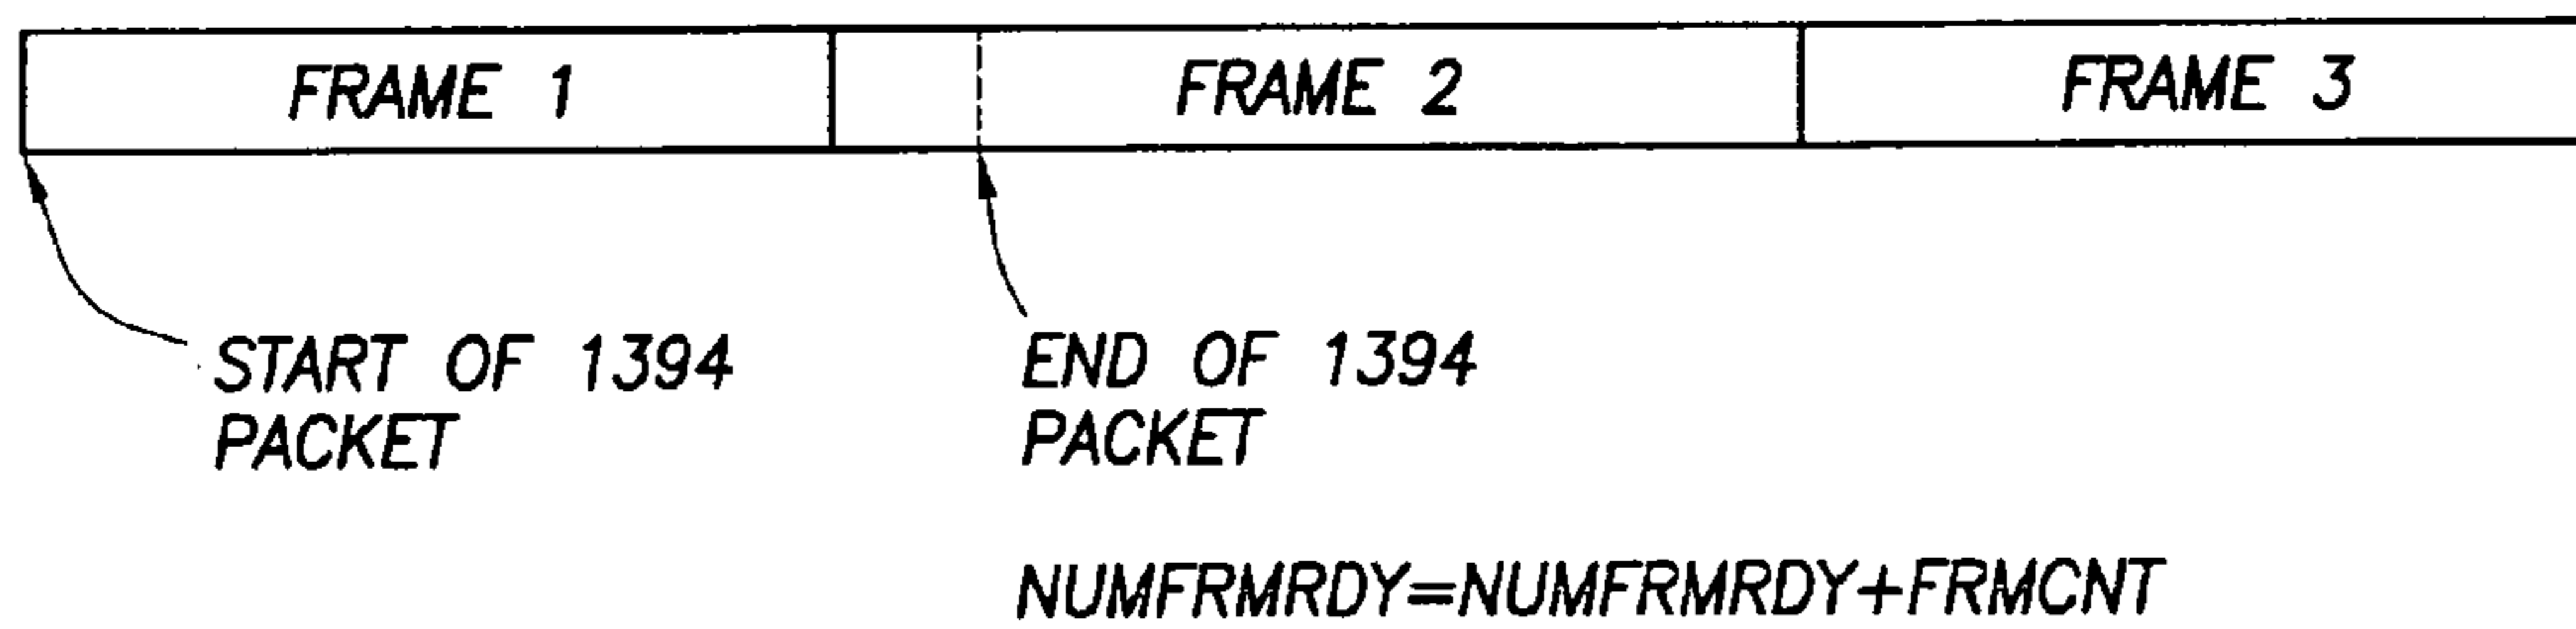 FRAME 1
FRAME 2
FRAME 3
START OF 1394
PACKET
END OF 1394
PACKET
NUMFRMRDY=NUMFRMRDY+FRMCNT